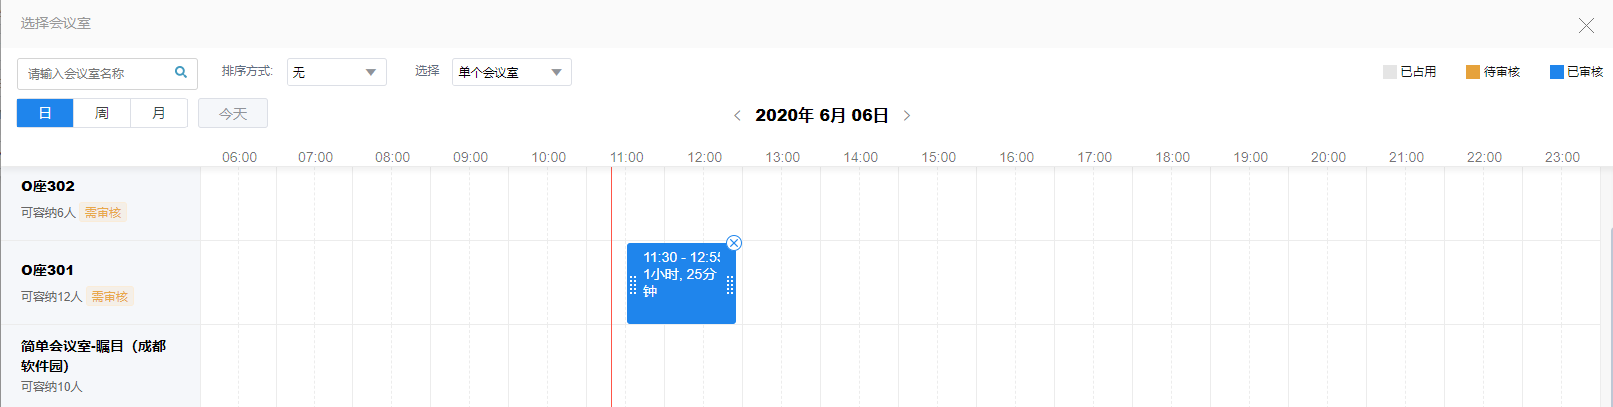 选择会议室
请输入会议室名称
排序方式:
无
选择
单个会议室
已占用
待审核
已审核
日
周
月
今天
2020年 6月 06日
06:00
07:00
08:00
09:00
10:00
11:00
12:00
13:00
14:00
15:00
16:00
17:00
18:00
19:00
20:00
21:00
22:00
23:00
O座302
可容纳6人 需审核
O座301
可容纳12人 需审核
11:30 - 12:55
1小时, 25分
钟
简单会议室-瞩目（成都
软件园）
可容纳10人